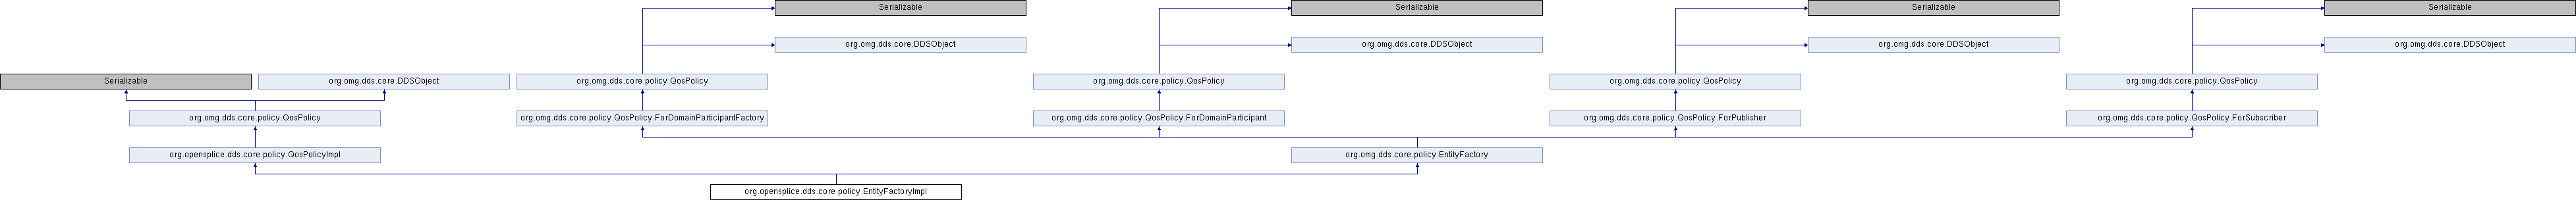 Serializable
Serializable
Serializable
Serializable
org.omg.dds.core.DDSObject
org.omg.dds.core.DDSObject
org.omg.dds.core.DDSObject
org.omg.dds.core.DDSObject
Serializable
org.omg.dds.core.DDSObject
org.omg.dds.core.policy.QosPolicy
org.omg.dds.core.policy.QosPolicy
org.omg.dds.core.policy.QosPolicy
org.omg.dds.core.policy.QosPolicy
org.omg.dds.core.policy.QosPolicy
org.omg.dds.core.policy.QosPolicy.ForDomainParticipantFactory
org.omg.dds.core.policy.QosPolicy.ForDomainParticipant
org.omg.dds.core.policy.QosPolicy.ForPublisher
org.omg.dds.core.policy.QosPolicy.ForSubscriber
org.opensplice.dds.core.policy.QosPolicyImpl
org.omg.dds.core.policy.EntityFactory
org.opensplice.dds.core.policy.EntityFactoryImpl